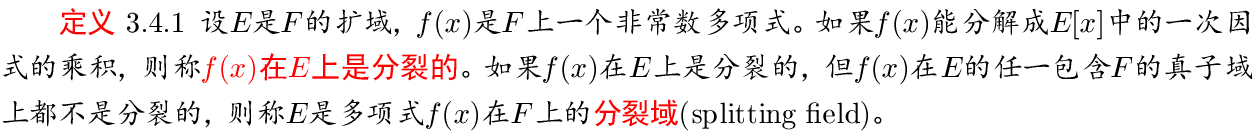 定义 3.4.1 设E是F的扩域, f(x)是F上一个非常数多项式。如果f(x)能分解成E[x]中的一次因
式的乘积, 则称f(x)在E上是分裂的。如果f(x)在E上是分裂的, 但f(x)在E的任一包含F的真子域
上都不是分裂的, 则称E是多项式f(x)在F上的分裂域(splitting field)。